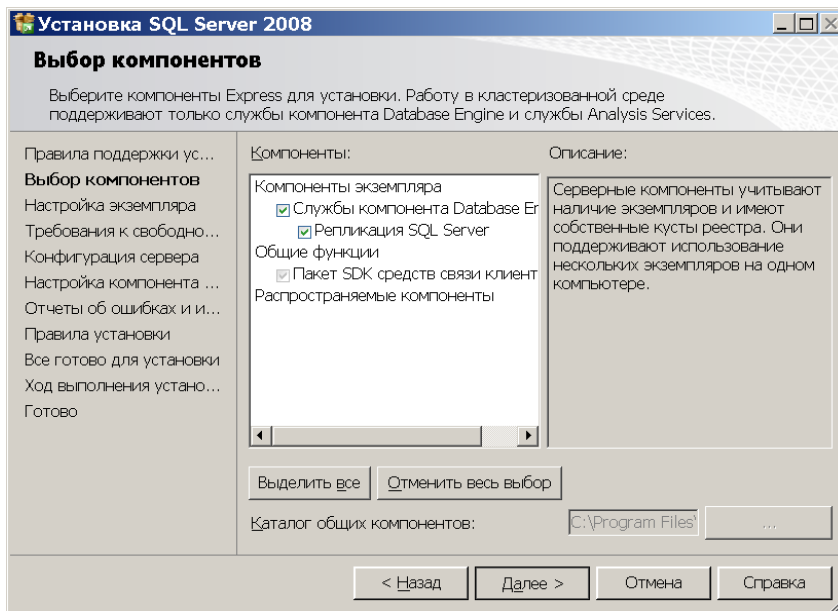 Установка SQL Server 2008
Выбор компонентов
Выберите компоненты Express для установки. Работу в кластеризованной среде
поддерживают только службы компонента Database Engine и службы Analysis Services.
Правила поддержки ус...
Выбор компонентов
Настройка экземпляра
Требования к свободно...
Конфигурация сервера
Настройка компонента ...
Отчеты об ошибках и и...
Правила установки
Все готово для установки
Ход выполнения устано...
Готово
Компоненты:
Компоненты экземпляра
Службы компонента Database Er
Репликация SQL Server
Общие функции
Пакет SDK средств связи клиент
Распространяемые компоненты
Описание:
Серверные компоненты учитывают
наличие экземпляров и имеют
собственные кусты реестра. Они
поддерживают использование
нескольких экземпляров на одном
компьютере.
Выделить все
Отменить весь выбор
Каталог общих компонентов:
C:\Program Files\
...
< Назад
Далее >
Отмена
Справка